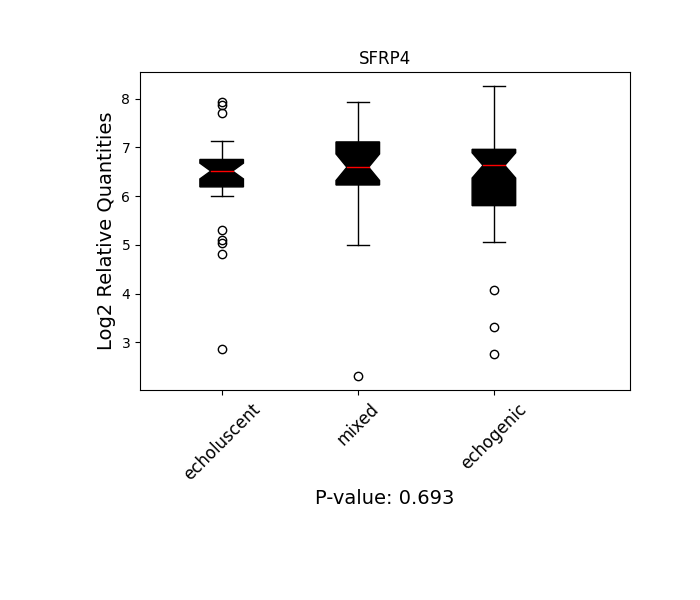 SFRP4
Log2 Relative Quantities
8
7
6
5
4
3
echoluscent
mixed
echogenic
P-value: 0.693